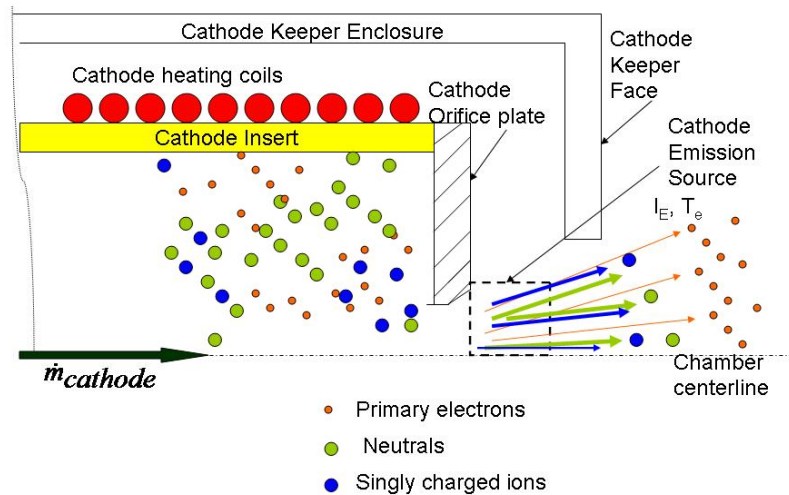 Cathode Keeper Enclosure
Cathode
Keeper
Face
Cathode heating coils
Cathode
Orifice plate
Cathode Insert
Cathode
Emission
Source
I_E, T_e
ṁcathode
Chamber
centerline
Primary electrons
Neutrals
Singly charged ions